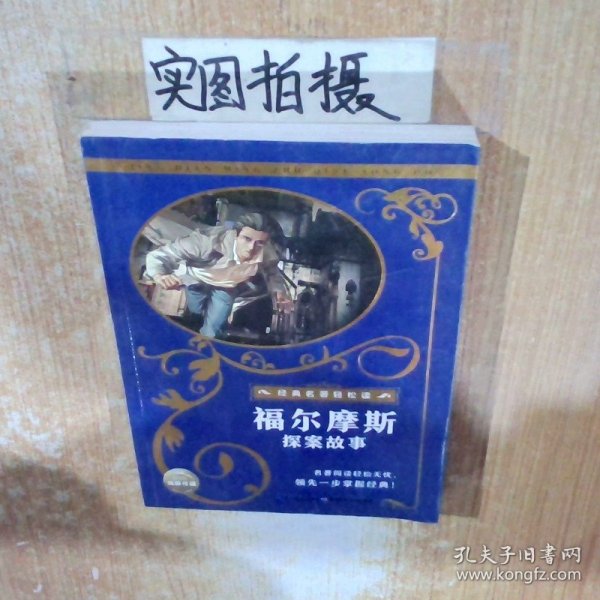 实图拍摄
经典名著轻松读
福尔摩斯
探案故事
名著阅读轻松无忧,
领先一步掌握经典!
孔夫子旧书网
www.kongfz.com